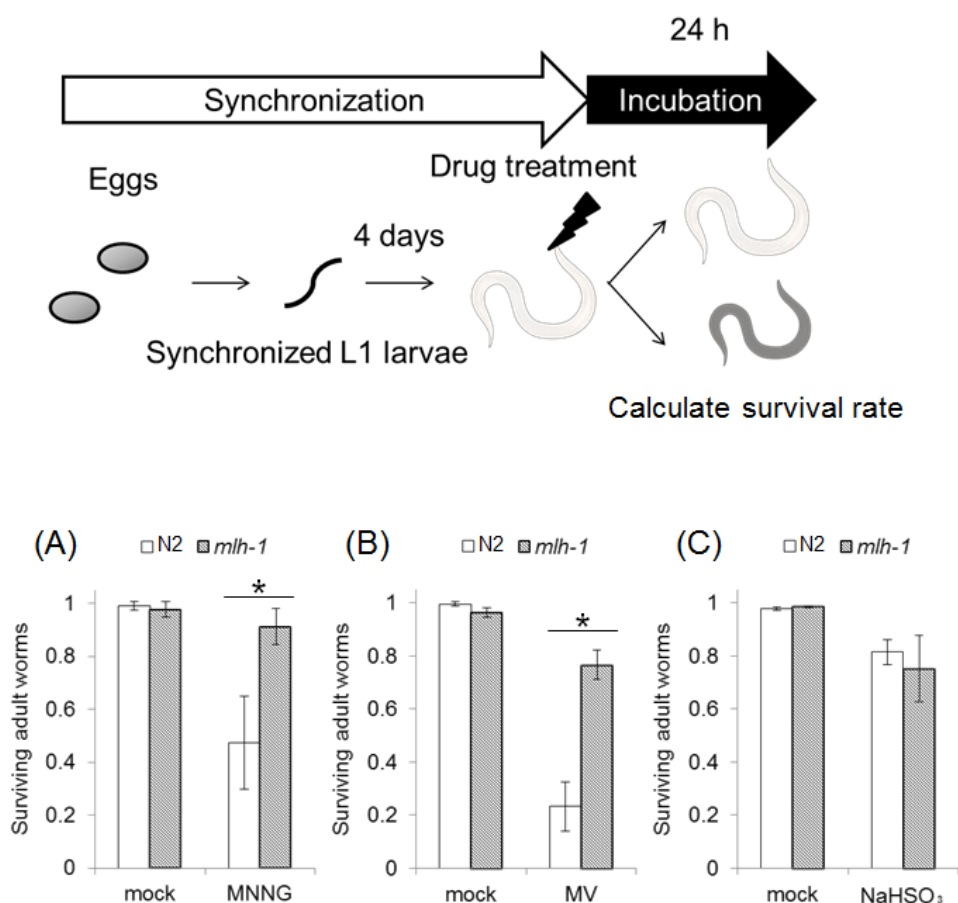 24 h
Synchronization
Incubation
Eggs
Drug treatment
4 days
Synchronized L1 larvae
Calculate survival rate
(A)
N2 mlh-1
*
Surviving adult worms
1
0.8
0.6
0.4
0.2
0
mock MNNG
(B)
N2 mlh-1
*
Surviving adult worms
1
0.8
0.6
0.4
0.2
0
mock MV
(C)
N2 mlh-1
Surviving adult worms
1
0.8
0.6
0.4
0.2
0
mock NaHSO₃